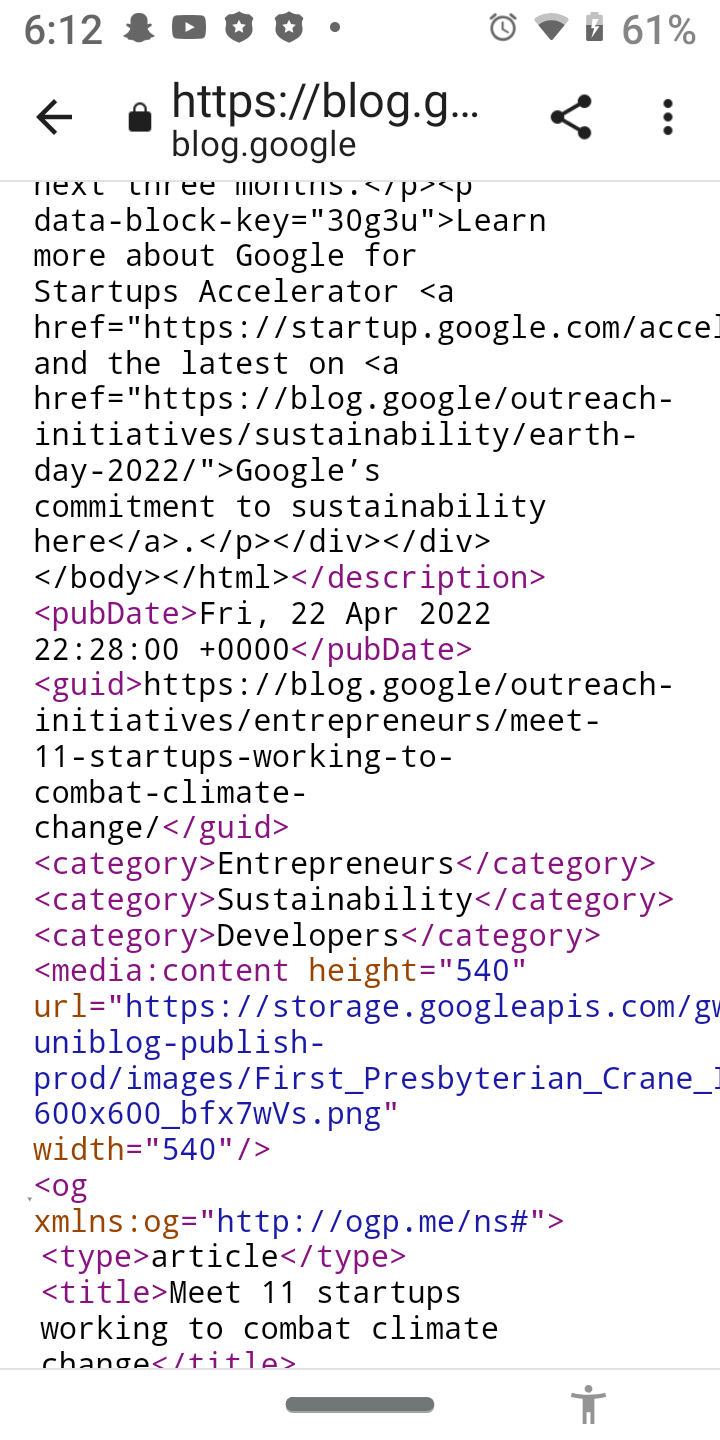 6:12
61%
https://blog.g...
blog.google
next three months.</p><p
data-block-key="30g3u">Learn
more about Google for
Startups Accelerator <a
href="https://startup.google.com/accel
and the latest on <a
href="https://blog.google/outreach-
initiatives/sustainability/earth-
day-2022/">Google’s
commitment to sustainability
here</a>.</p></div></div>
</body></html></description>
<pubDate>Fri, 22 Apr 2022
22:28:00 +0000</pubDate>
<guid>https://blog.google/outreach-
initiatives/entrepreneurs/meet-
11-startups-working-to-
combat-climate-
change/</guid>
<category>Entrepreneurs</category>
<category>Sustainability</category>
<category>Developers</category>
<media:content height="540"
url="https://storage.googleapis.com/gw
uniblog-publish-
prod/images/First_Presbyterian_Crane_
600x600_bfx7wVs.png"
width="540"/>
<og
xmlns:og="http://ogp.me/ns#">
<type>article</type>
<title>Meet 11 startups
working to combat climate
change</title>